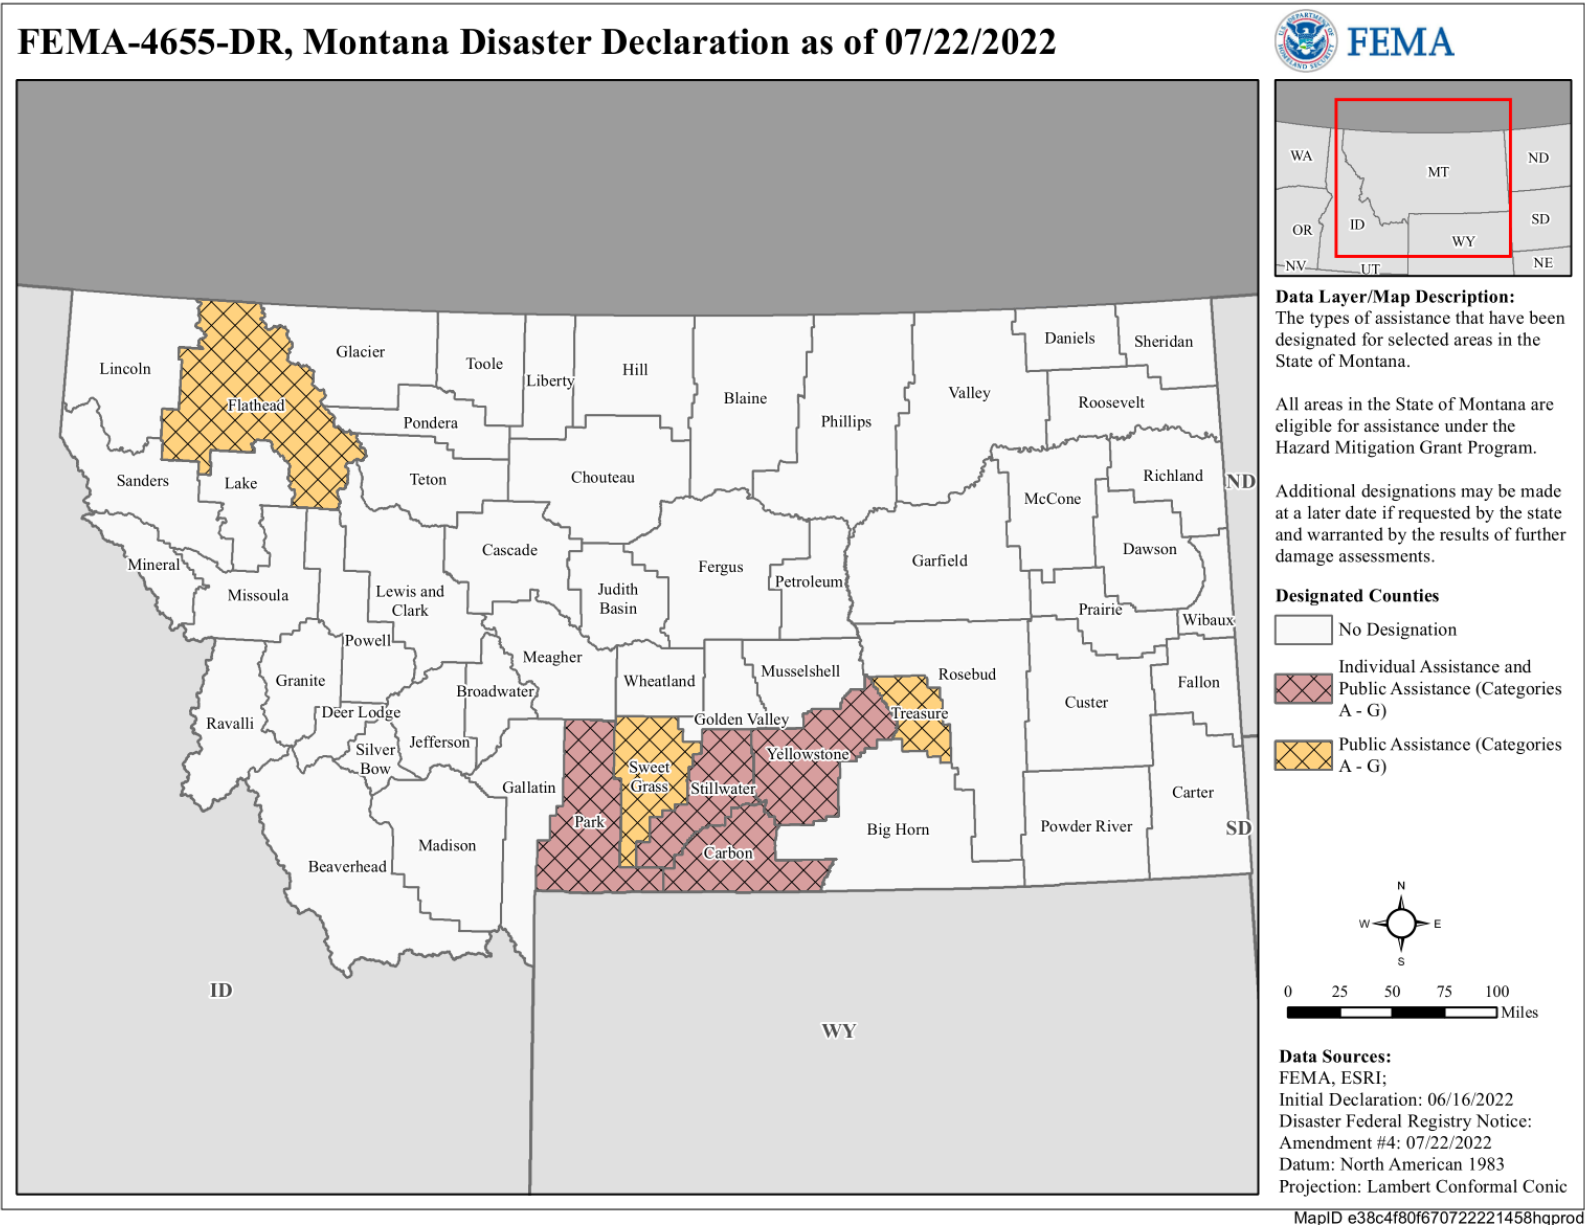 FEMA-4655-DR, Montana Disaster Declaration as of 07/22/2022
FEMA
WA
MT
ND
OR
ID
SD
WY
NV
UT
NE
Data Layer/Map Description:
The types of assistance that have been
designated for selected areas in the
State of Montana.
All areas in the State of Montana are
eligible for assistance under the
Hazard Mitigation Grant Program.
Additional designations may be made
at a later date if requested by the state
and warranted by the results of further
damage assessments.
Designated Counties
No Designation
Individual Assistance and
Public Assistance (Categories
A - G)
Public Assistance (Categories
A - G)
N
W
E
S
0 25 50 75 100
Miles
Data Sources:
FEMA, ESRI;
Initial Declaration: 06/16/2022
Disaster Federal Registry Notice:
Amendment #4: 07/22/2022
Datum: North American 1983
Projection: Lambert Conformal Conic
MapID e38c4f80f670722221458hqprod
Lincoln
Flathead
Glacier
Toole
Liberty
Hill
Blaine
Phillips
Valley
Daniels
Sheridan
Roosevelt
Pondera
Sanders
Lake
Teton
Chouteau
McCone
Richland
ND
Mineral
Missoula
Powell
Lewis and
Clark
Cascade
Judith
Basin
Fergus
Petroleum
Garfield
Dawson
Prairie
Wibaux
Granite
Ravalli
Deer Lodge
Silver
Bow
Jefferson
Broadwater
Meagher
Wheatland
Golden Valley
Musselshell
Rosebud
Treasure
Custer
Fallon
Gallatin
Park
Sweet
Grass
Stillwater
Yellowstone
Carbon
Big Horn
Powder River
Carter
SD
Madison
Beaverhead
ID
WY